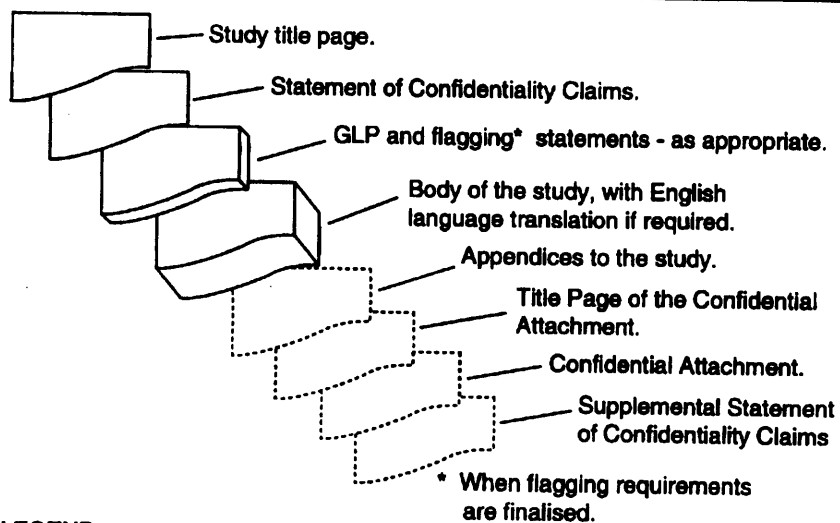 Study title page.
Statement of Confidentiality Claims.
GLP and flagging* statements - as appropriate.
Body of the study, with English
language translation if required.
Appendices to the study.
Title Page of the Confidential
Attachment.
Confidential Attachment.
Supplemental Statement
of Confidentiality Claims
* When flagging requirements
are finalised.